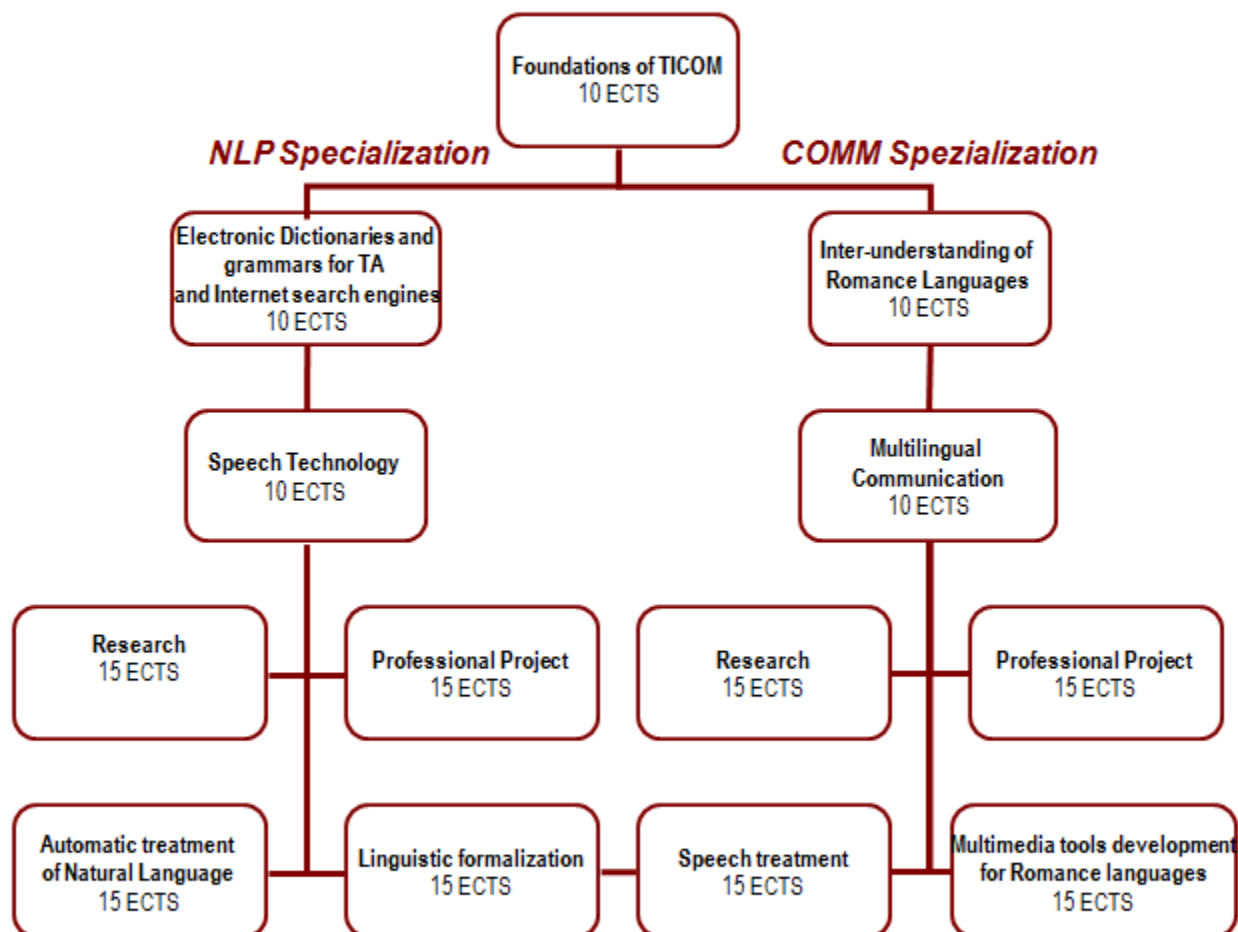 Foundations of TICOM
10 ECTS
NLP Specialization
COMM Spezialization
Electronic Dictionaries and
grammars for TA
and Internet search engines
10 ECTS
Inter-understanding of
Romance Languages
10 ECTS
Speech Technology
10 ECTS
Multilingual
Communication
10 ECTS
Research
15 ECTS
Professional Project
15 ECTS
Research
15 ECTS
Professional Project
15 ECTS
Automatic treatment
of Natural Language
15 ECTS
Linguistic formalization
15 ECTS
Speech treatment
15 ECTS
Multimedia tools development
for Romance languages
15 ECTS